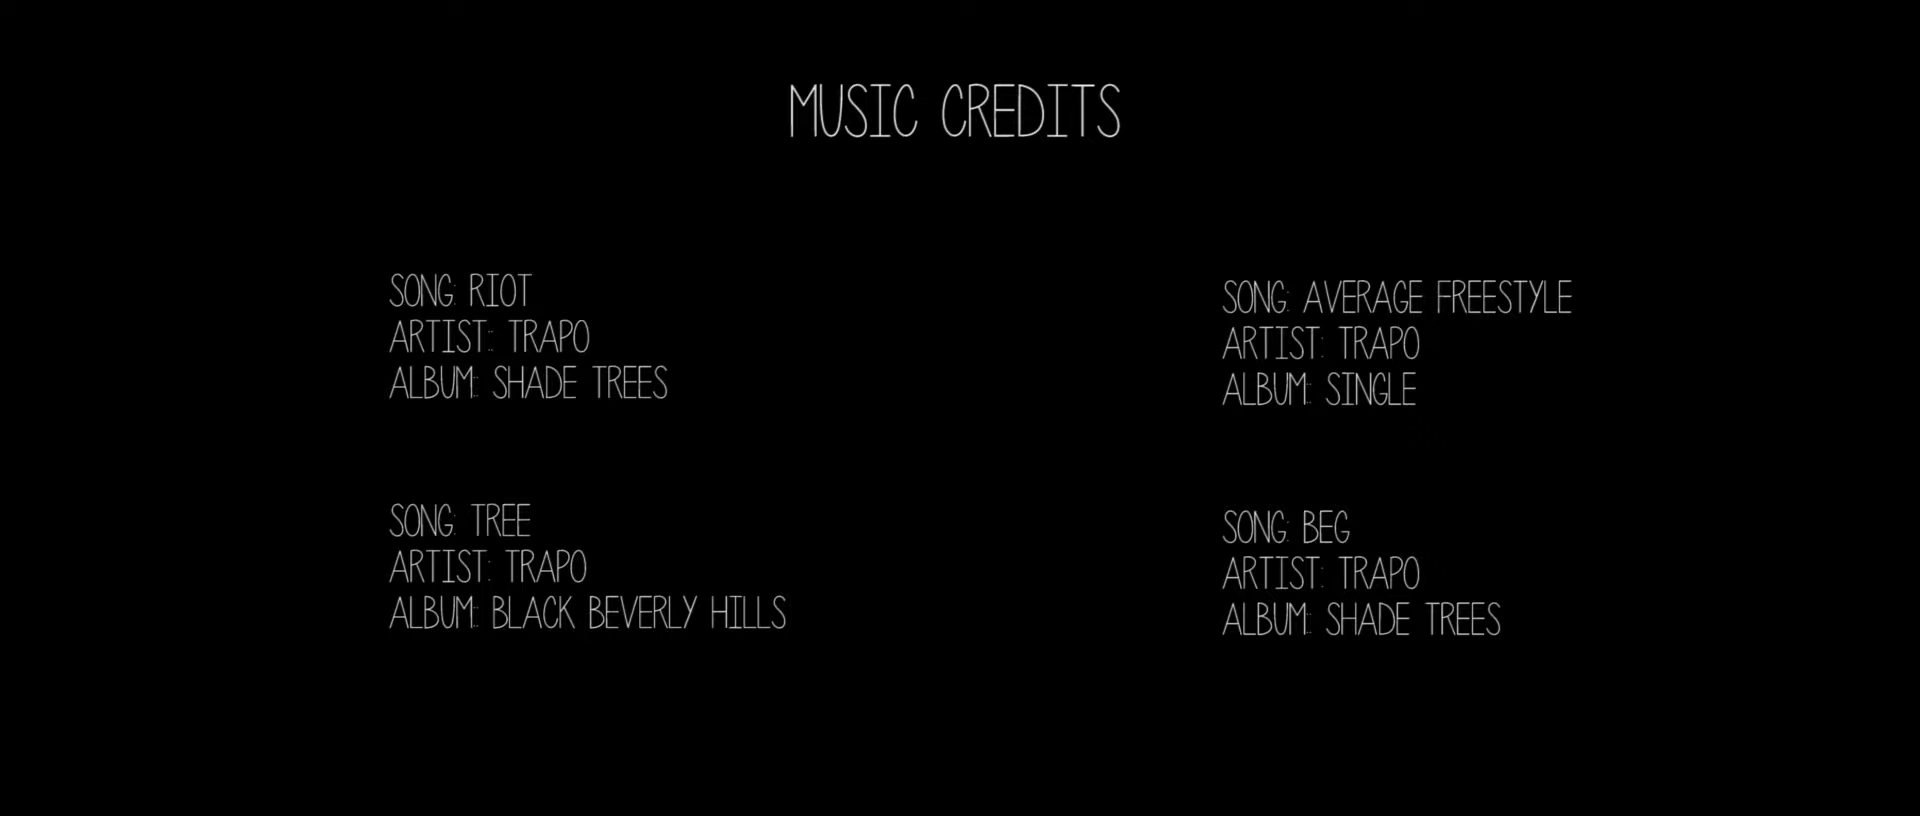 MUSIC CREDITS
SONG: RIOT
ARTIST:: TRAPO
ALBUM:: SHADE TREES
SONG: TREE
ARTIST: TRAPO
ALBUM:: BLACK BEVERLY HILLS
SONG: AVERAGE FREESTYLE
ARTIST: TRAPO
ALBUM:: SINGLE
SONG: BEG
ARTIST: TRAPO
ALBUM:: SHADE TREES